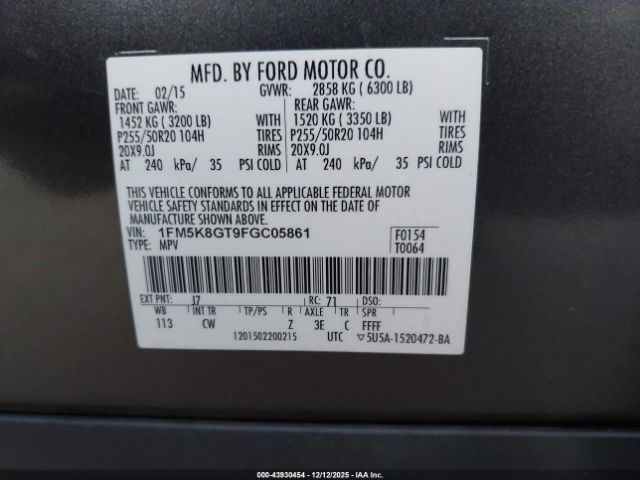 MFD. BY FORD MOTOR CO.
DATE: 02/15 GVWR: 2858 KG ( 6300 LB)
FRONT GAWR: REAR GAWR:
1452 KG ( 3200 LB) WITH 1520 KG ( 3350 LB) WITH
P255/50R20 104H TIRES P255/50R20 104H TIRES
20X9.0J RIMS 20X9.0J RIMS
AT 240 kPa/ 35 PSI COLD AT 240 kPa/ 35 PSI COLD
THIS VEHICLE CONFORMS TO ALL APPLICABLE FEDERAL MOTOR
VEHICLE SAFETY STANDARDS IN EFFECT ON THE DATE OF
MANUFACTURE SHOWN ABOVE.
VIN: 1FM5K8GT9FGC05861 F0154
TYPE: MPV T0064
EXT PNT: J7 RC: 71 DSO:
WB INT TR TP/PS R AXLE TR SPR
113 CW Z 3E C FFFF
1201502200215 UTC ▽5U5A-1520472-BA
000-43930454 - 12/12/2025 - IAA Inc.